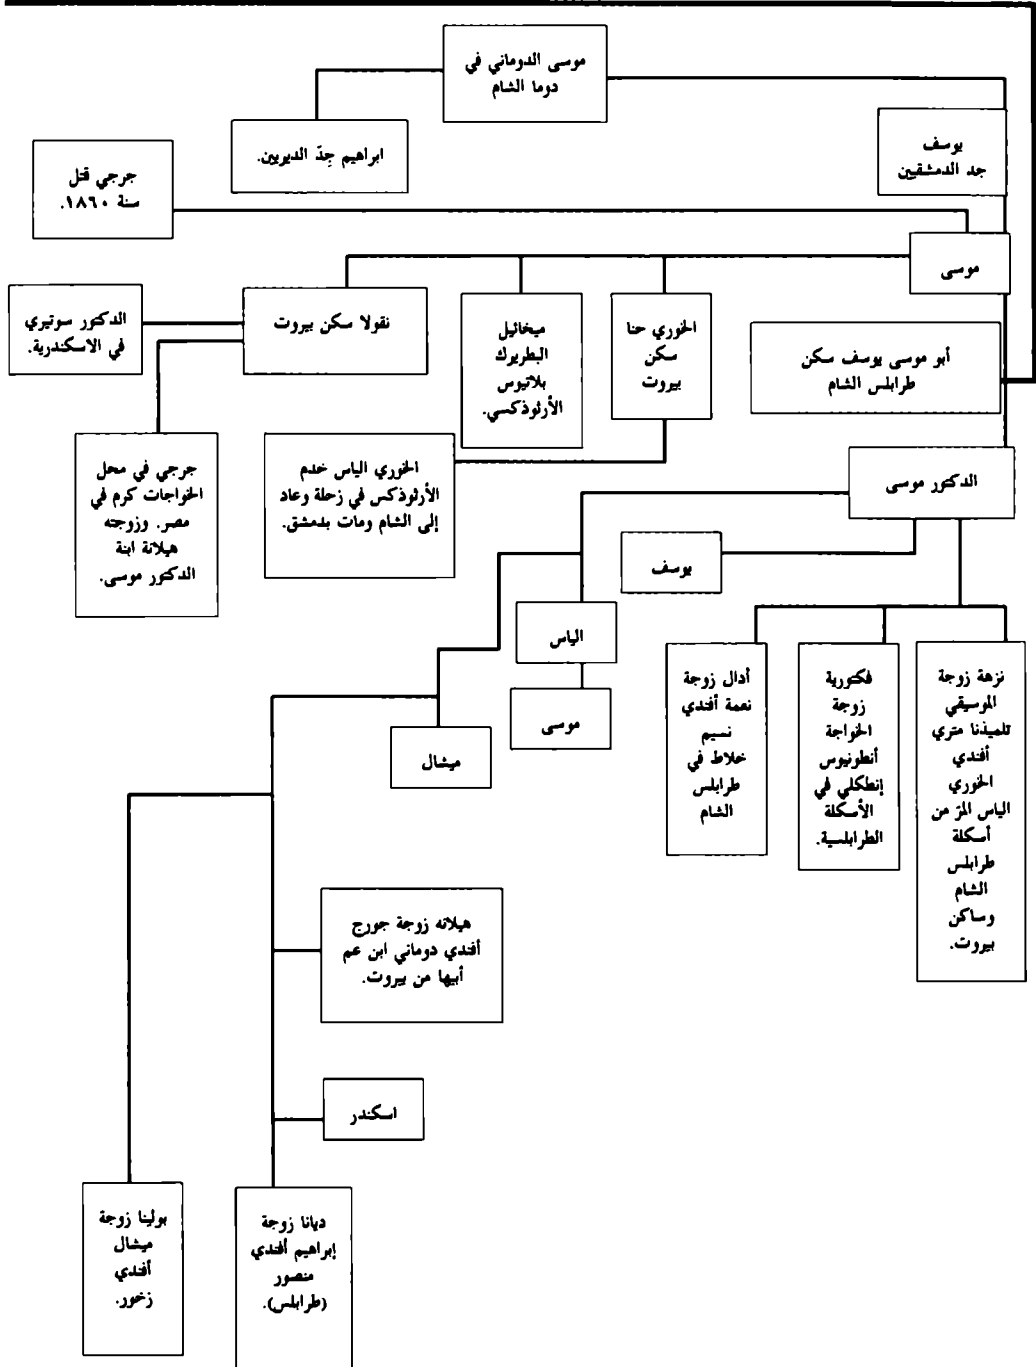 موسى الدوماني في
دوما الشام
يوسف
جد الدمشقيين
ابراهيم جِدّ الديريين.
جرجي قتل
سنة ١٨٦٠.
موسى
الخوري حنا
سكن
بيروت
ميخائيل
البطريرك
بلاتيوس
الأرثوذكسي.
نقولا سكن بيروت
الدكتور سوتيري
في الاسكندرية.
أبو موسى يوسف سكن
طرابلس الشام
الخوري الياس خدم
الأرثوذكس في زحلة وعاد
إلى الشام ومات بدمشق.
جرجي في محل
الخواجات كرم في
مصر. وزوجته
هيلانة ابنة
الدكتور موسى.
الدكتور موسى
يوسف
الياس
موسى
ميشال
نزهة زوجة
الموسيقي
تلميذنا متري
أفندي
الخوري
الياس المرّ من
أسكلة
طرابلس
الشام
وساكن
بيروت.
فكتورية
زوجة
الخواجة
أنطونيوس
إنطكلي في
الأسكلة
الطرابلسية.
أدال زوجة
نعمة أفندي
نسيم
خلاط في
طرابلس
الشام
هيلانه زوجة جورج
أفندي دوماني ابن عم
أبيها من بيروت.
اسكندر
ديانا زوجة
إبراهيم أفندي
منصور
(طرابلس).
بولينا زوجة
ميشال
أفندي
زخور.